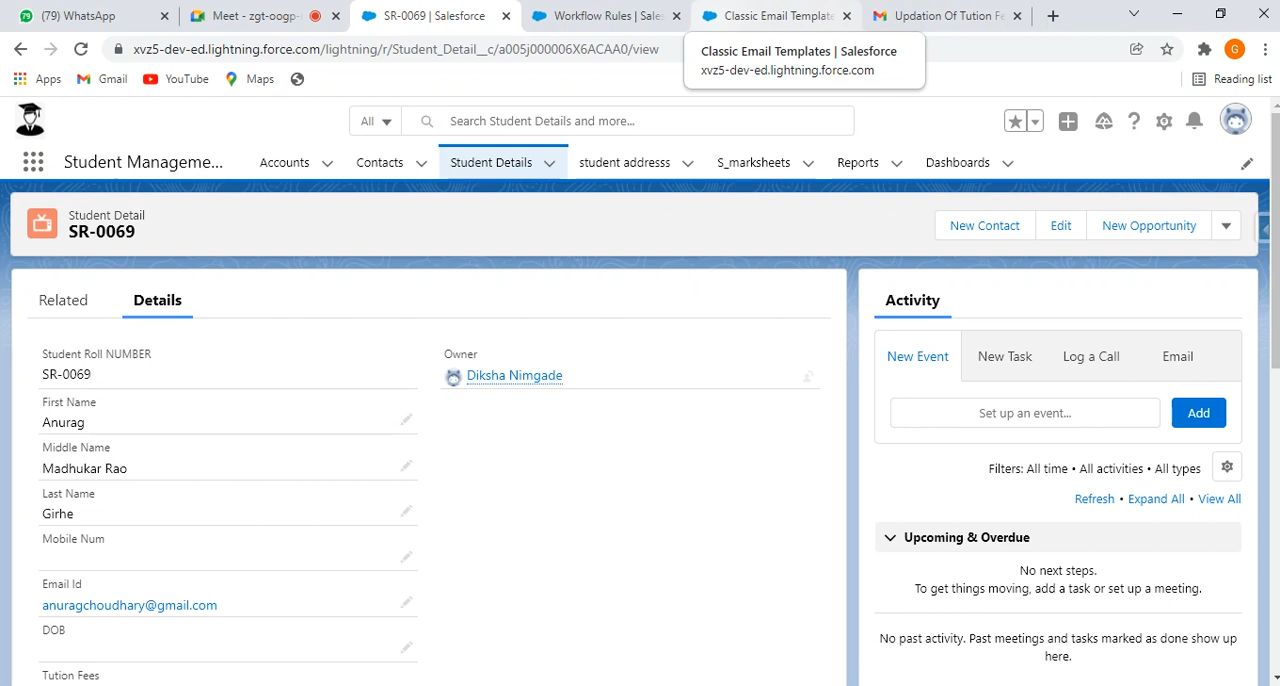 (79) WhatsApp
Meet - zgt-oogp-
SR-0069 | Salesforce
Workflow Rules | Sales
Classic Email Template
Updation Of Tution Fe
xvz5-dev-ed.lightning.force.com/lightning/r/Student_Detail__c/a005j000006X6ACAA0/view
Classic Email Templates | Salesforce
xvz5-dev-ed.lightning.force.com
G
Apps
Gmail
YouTube
Maps
Reading list
All
Search Student Details and more...
Student Manageme...
Accounts
Contacts
Student Details
student addresss
S_marksheets
Reports
Dashboards
Student Detail
SR-0069
New Contact
Edit
New Opportunity
Related
Details
Activity
Student Roll NUMBER
SR-0069
Owner
Diksha Nimgade
First Name
Anurag
Middle Name
Madhukar Rao
Last Name
Girhe
Mobile Num
Email Id
anuragchoudhary@gmail.com
DOB
Tution Fees
New Event
New Task
Log a Call
Email
Set up an event...
Add
Filters: All time • All activities • All types
Refresh • Expand All • View All
Upcoming & Overdue
No next steps.
To get things moving, add a task or set up a meeting.
No past activity. Past meetings and tasks marked as done show up
here.